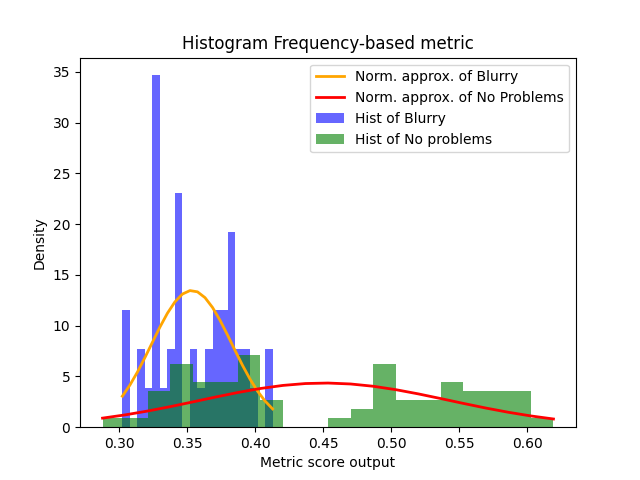 Histogram Frequency-based metric
Norm. approx. of Blurry
Norm. approx. of No Problems
Hist of Blurry
Hist of No problems
35
30
25
20
15
10
5
0
Density
0.30 0.35 0.40 0.45 0.50 0.55 0.60
Metric score output